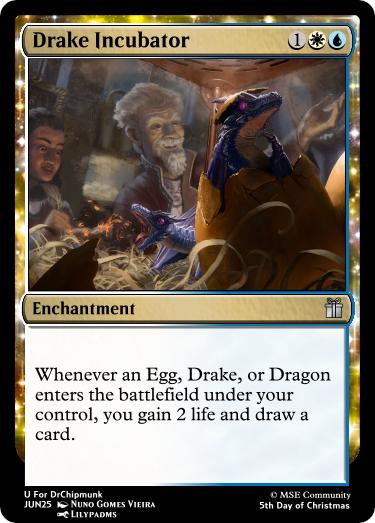 Drake Incubator 1
Enchantment
Whenever an Egg, Drake, or Dragon
enters the battlefield under your
control, you gain 2 life and draw a
card.
U For DrChipmunk
JUN25 Nuno Gomes Vieira
Lilypadms
© MSE Community
5th Day of Christmas